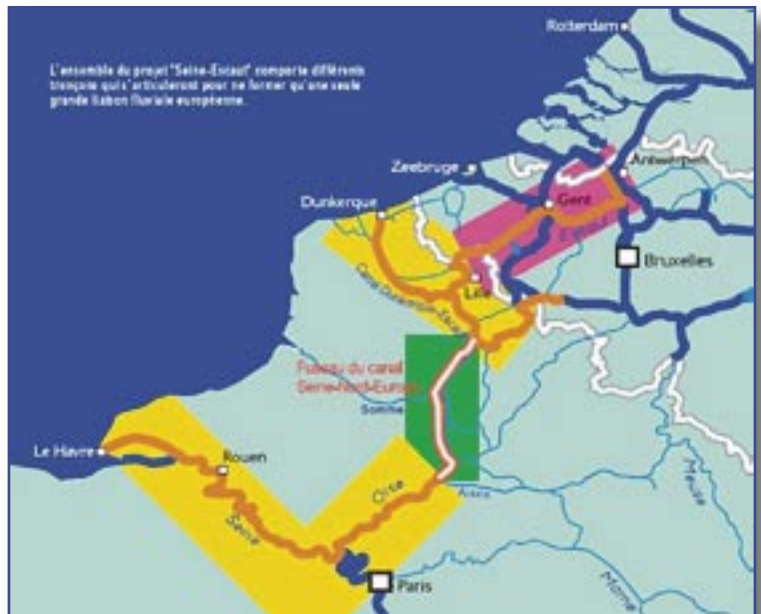 Rotterdam
L'ensemble du projet "Seine-Escaut" comporte différents
tronçons qui s'articuleront pour ne former qu'une seule
grande liaison fluviale européenne.
Zeebruge
Antwerpen
Dunkerque
Gent
Bruxelles
Lille
Canal Dunkerque-Escaut
Fuseau du canal
Seine-Nord-Europe
Somme
Le Havre
Rouen
Oise
Aisne
Meuse
Seine
Paris
Marne